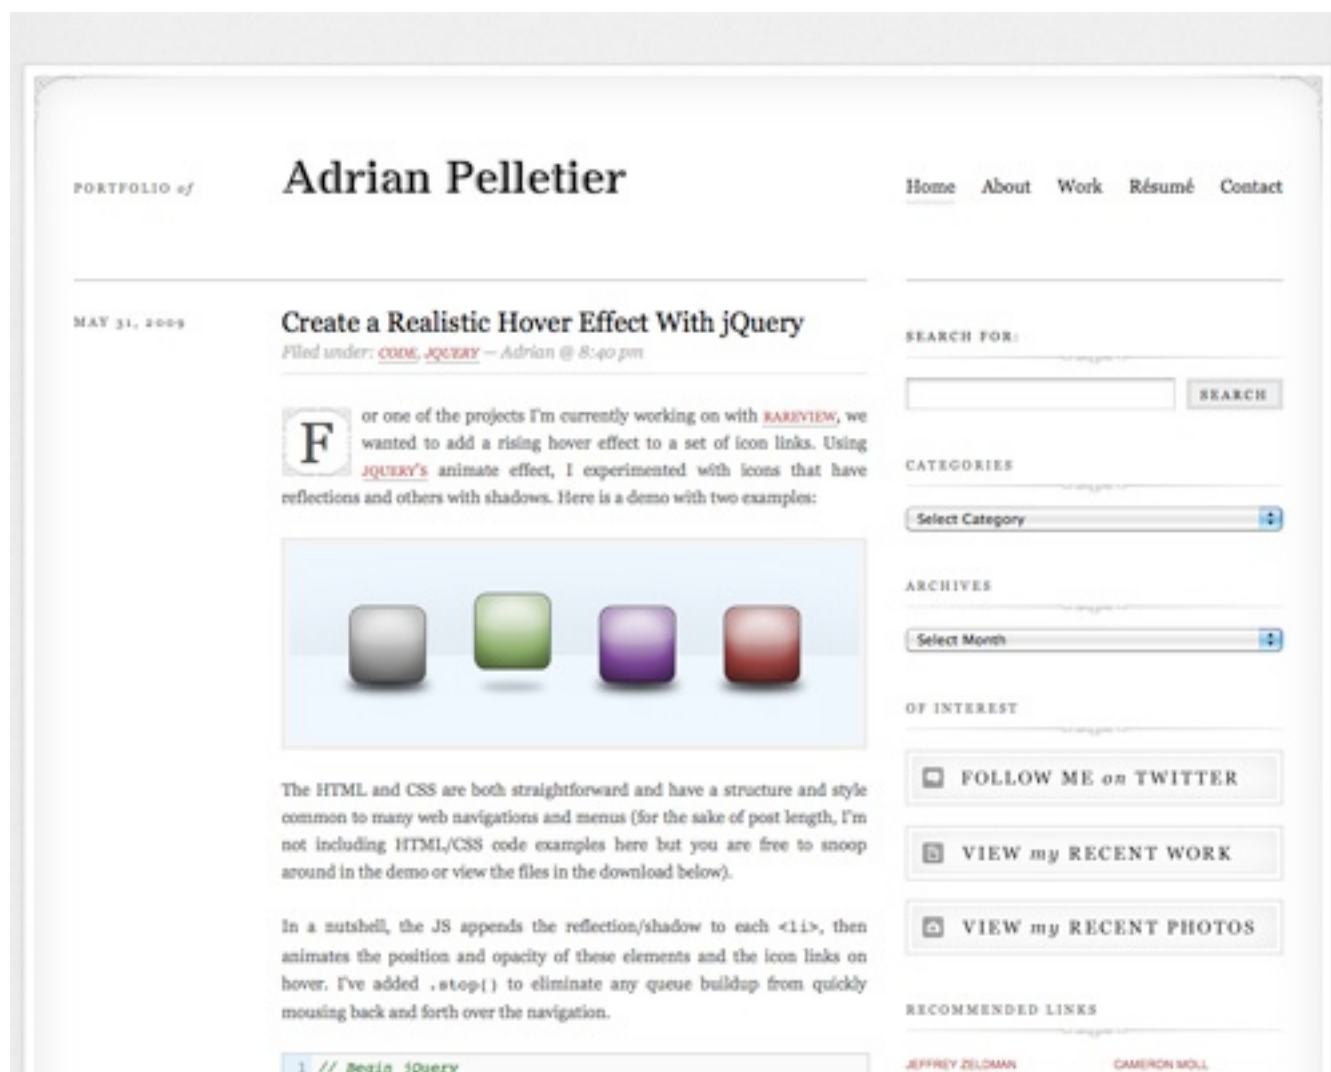 PORTFOLIO of
Adrian Pelletier
Home About Work Résumé Contact
MAY 31, 2009
Create a Realistic Hover Effect With jQuery
Filed under: CODE, JQUERY — Adrian @ 8:40 pm
For one of the projects I'm currently working on with RAREVIEW, we
wanted to add a rising hover effect to a set of icon links. Using
JQUERY'S animate effect, I experimented with icons that have
reflections and others with shadows. Here is a demo with two examples:
The HTML and CSS are both straightforward and have a structure and style
common to many web navigations and menus (for the sake of post length, I'm
not including HTML/CSS code examples here but you are free to snoop
around in the demo or view the files in the download below).
In a nutshell, the JS appends the reflection/shadow to each <li>, then
animates the position and opacity of these elements and the icon links on
hover. I've added .stop() to eliminate any queue buildup from quickly
mousing back and forth over the navigation.
1 // Begin jQuery
SEARCH FOR:
SEARCH
CATEGORIES
Select Category
ARCHIVES
Select Month
OF INTEREST
FOLLOW ME on TWITTER
VIEW my RECENT WORK
VIEW my RECENT PHOTOS
RECOMMENDED LINKS
JEFFREY ZELDMAN CAMERON MOLL